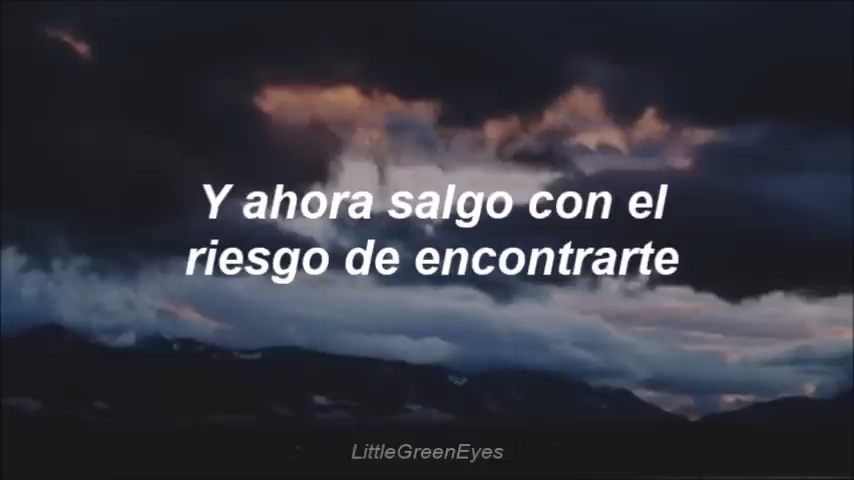 Y ahora salgo con el
riesgo de encontrarte
LittleGreenEyes